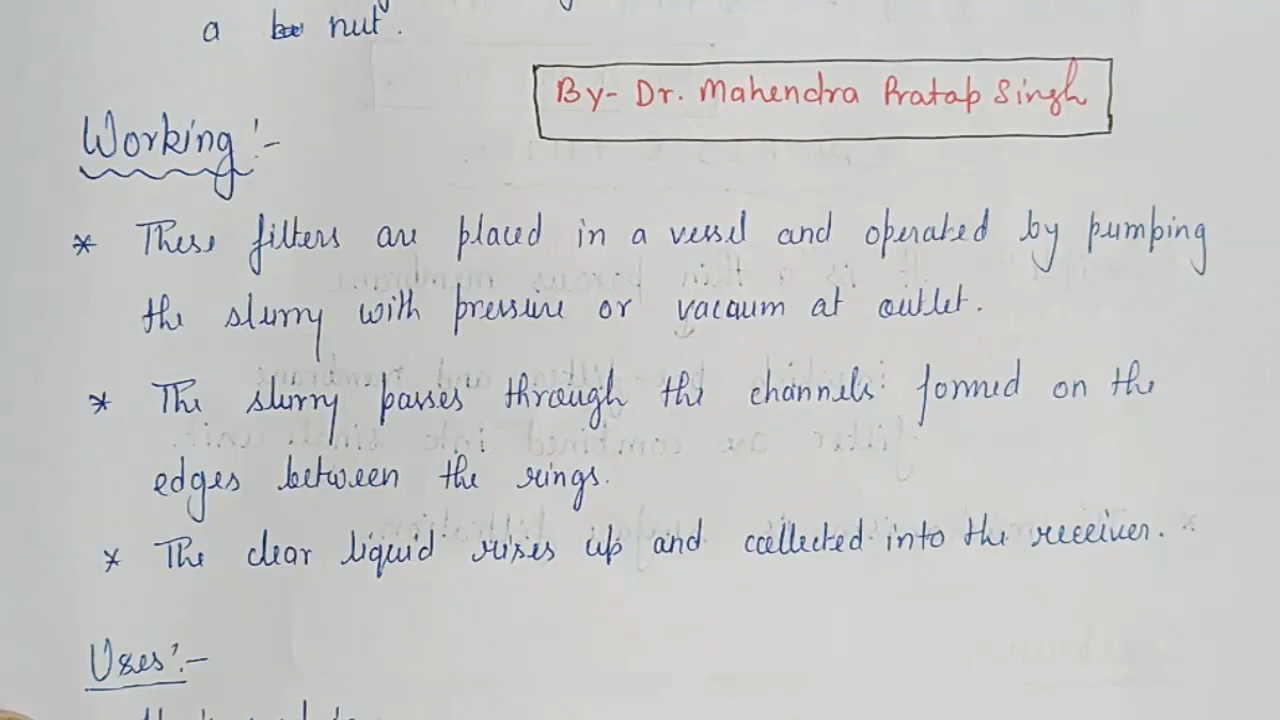 a nut.
By- Dr. Mahendra Pratap Singh
Working :-
* These filters are placed in a vessel and operated by pumping
the slurry with pressure or vacuum at outlet.
* The slurry passes through the channels formed on the
edges between the rings.
* The clear liquid rises up and collected into the receiver.
Uses :-